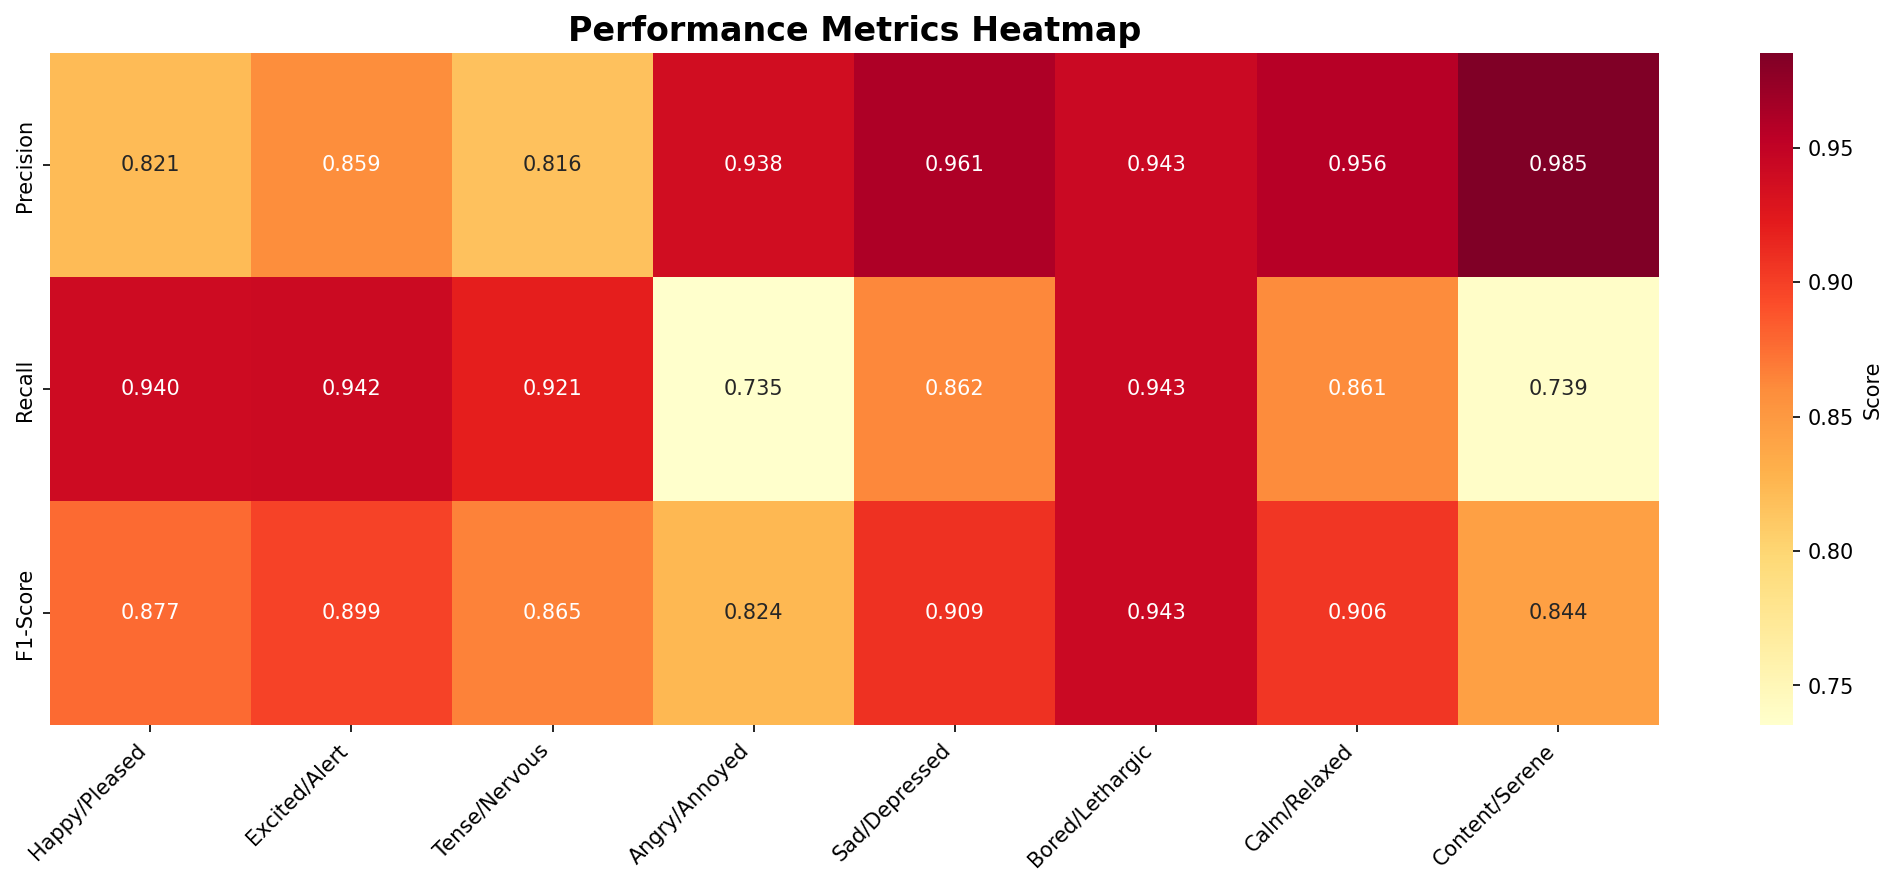 Performance Metrics Heatmap
Precision
0.821 0.859 0.816 0.938 0.961 0.943 0.956 0.985
Recall
0.940 0.942 0.921 0.735 0.862 0.943 0.861 0.739
F1-Score
0.877 0.899 0.865 0.824 0.909 0.943 0.906 0.844
Happy/Pleased
Excited/Alert
Tense/Nervous
Angry/Annoyed
Sad/Depressed
Bored/Lethargic
Calm/Relaxed
Content/Serene
0.95
0.90
0.85
0.80
0.75
Score